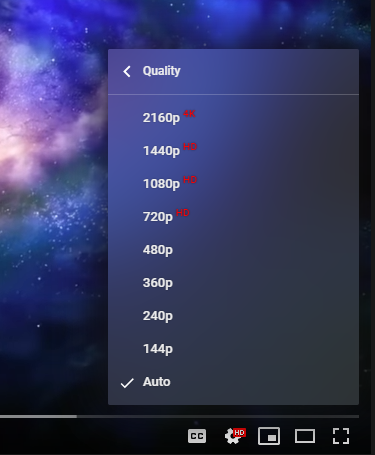 Quality
2160p 4K
1440p HD
1080p HD
720p HD
480p
360p
240p
144p
Auto
CC HD